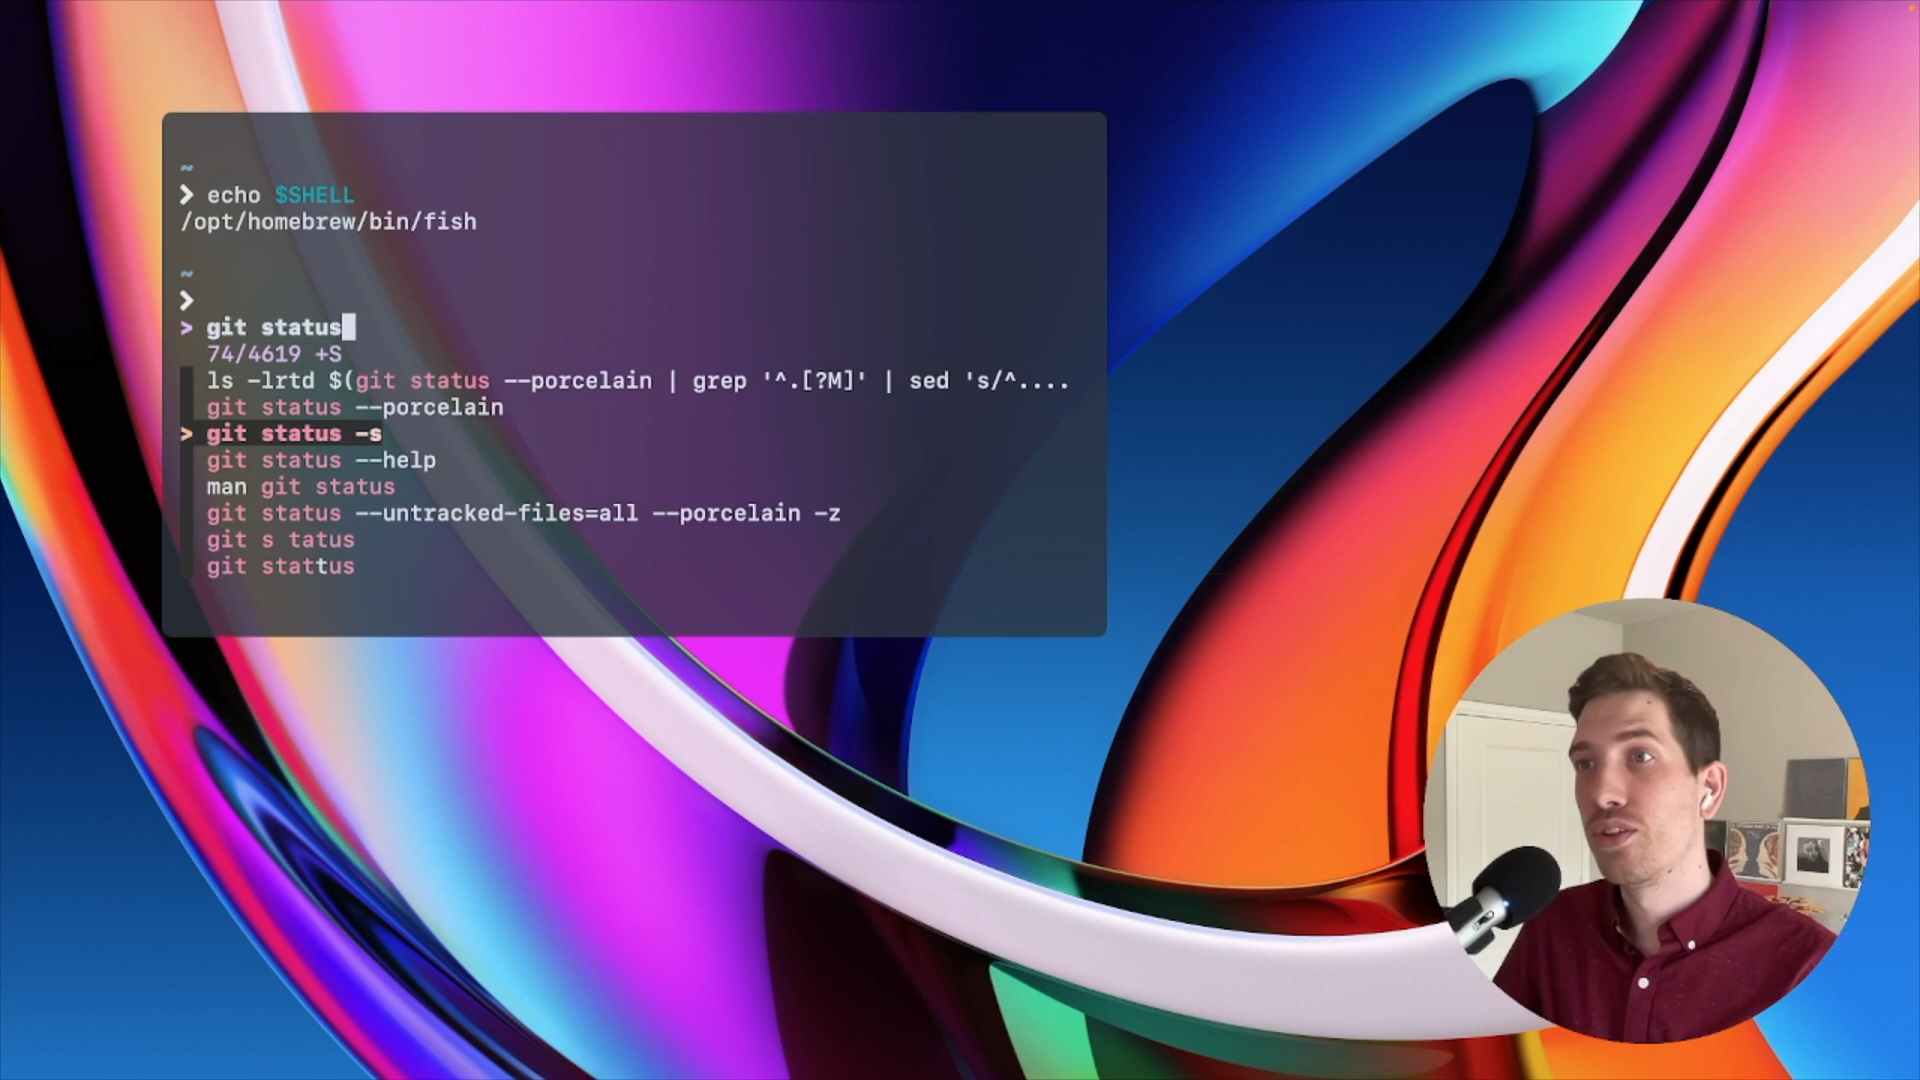 ~
❯ echo $SHELL
/opt/homebrew/bin/fish
~
❯
> git status
74/4619 +S
ls -lrtd $(git status --porcelain | grep '^.[?M]' | sed 's/^....
git status --porcelain
> git status -s
git status --help
man git status
git status --untracked-files=all --porcelain -z
git s tatus
git stattus